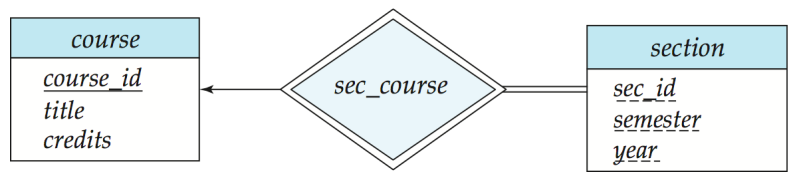 course
course_id
title
credits
sec_course
section
sec_id
semester
year